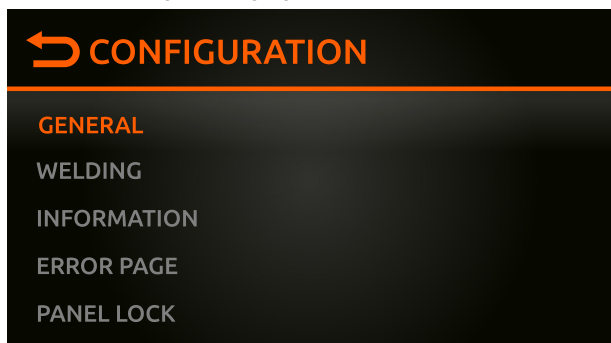 CONFIGURATION
GENERAL
WELDING
INFORMATION
ERROR PAGE
PANEL LOCK